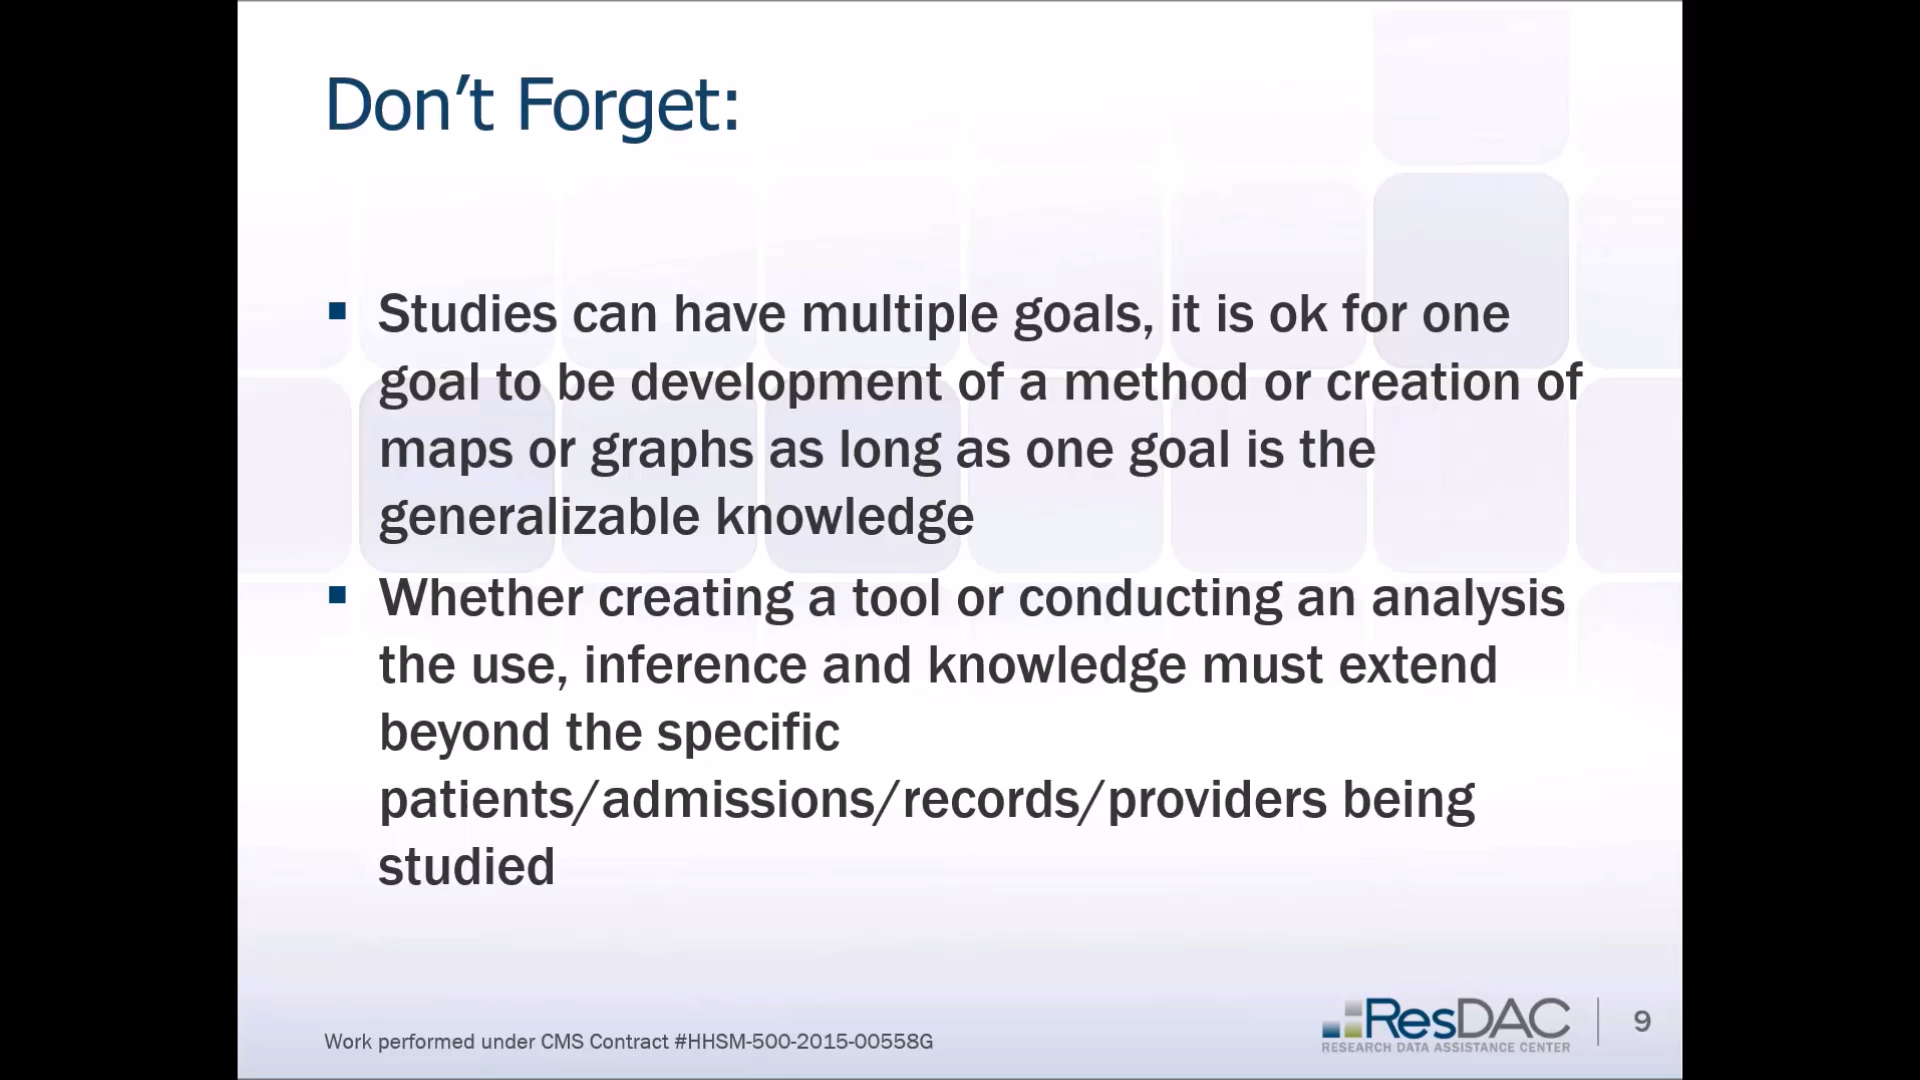 Don’t Forget:
▪ Studies can have multiple goals, it is ok for one
goal to be development of a method or creation of
maps or graphs as long as one goal is the
generalizable knowledge
▪ Whether creating a tool or conducting an analysis
the use, inference and knowledge must extend
beyond the specific
patients/admissions/records/providers being
studied
Work performed under CMS Contract #HHSM-500-2015-00558G
ResDAC
RESEARCH DATA ASSISTANCE CENTER
9